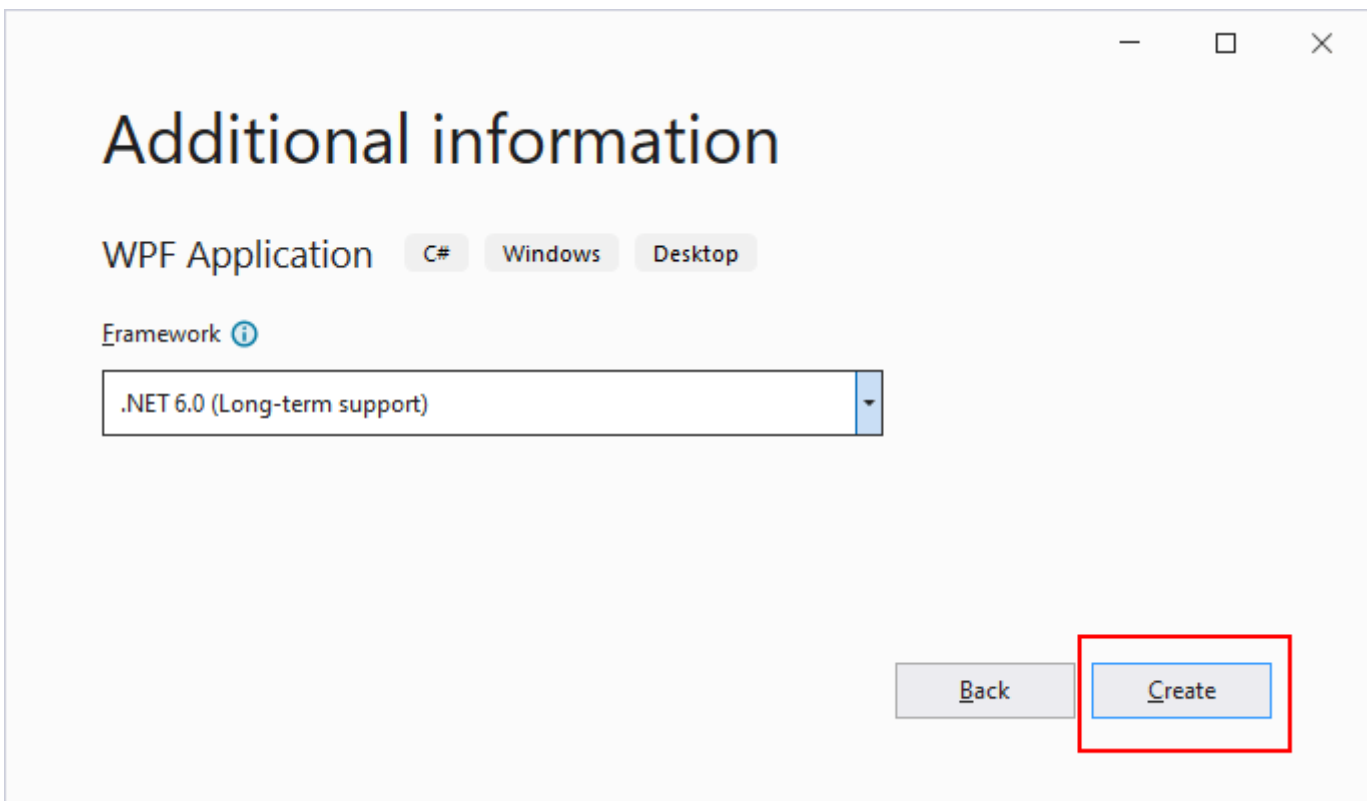 Additional information
WPF Application C# Windows Desktop
Framework
.NET 6.0 (Long-term support)
Back Create